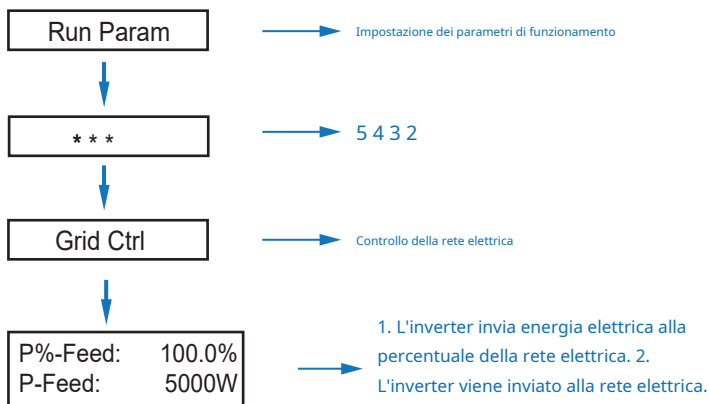 Run Param
Impostazione dei parametri di funzionamento
* * *
5 4 3 2
Grid Ctrl
Controllo della rete elettrica
P%-Feed: 100.0%
P-Feed: 5000W
1. L'inverter invia energia elettrica alla
percentuale della rete elettrica. 2.
L'inverter viene inviato alla rete elettrica.